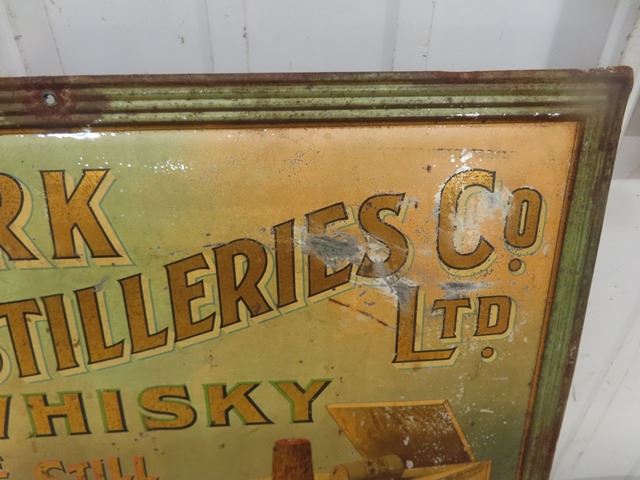 RK
STILLERIES CO.
LTD.
WHISKY
STILL